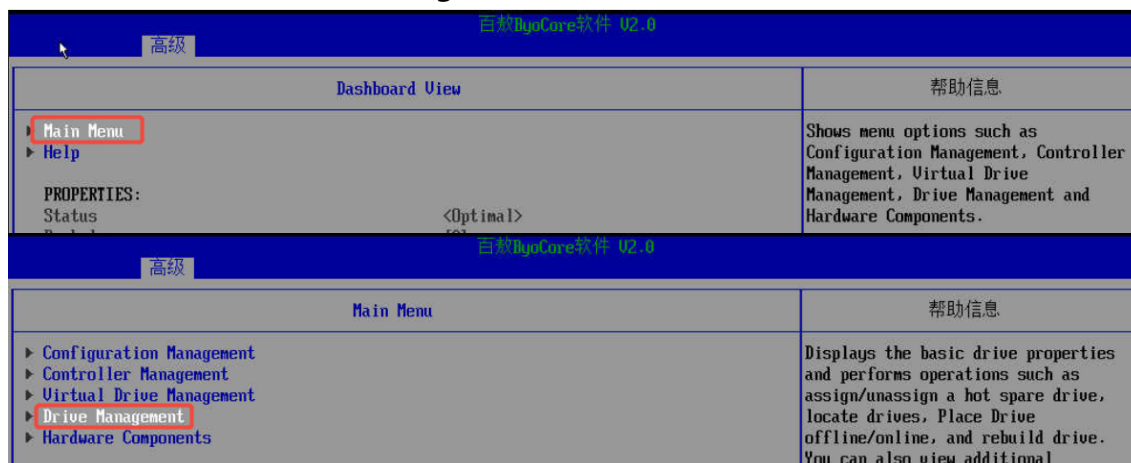 百敖ByoCore软件 V2.0
高级
Dashboard View
帮助信息
Main Menu
Help
PROPERTIES:
Status <Optimal>
Shows menu options such as
Configuration Management, Controller
Management, Virtual Drive
Management, Drive Management and
Hardware Components.
百敖ByoCore软件 V2.0
高级
Main Menu
帮助信息
Configuration Management
Controller Management
Virtual Drive Management
Drive Management
Hardware Components
Displays the basic drive properties
and performs operations such as
assign/unassign a hot spare drive,
locate drives, Place Drive
offline/online, and rebuild drive.
You can also view additional